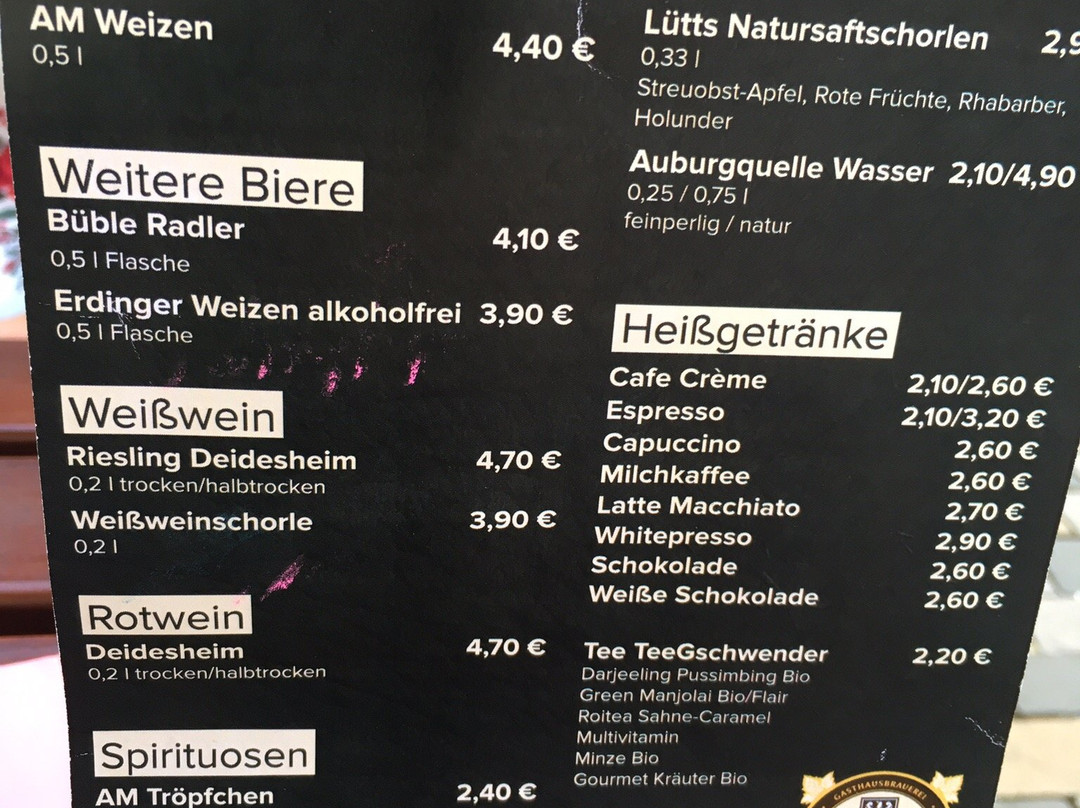 AM Weizen 4,40 €
0,5 l
Weitere Biere
Büble Radler 4,10 €
0,5 l Flasche
Erdinger Weizen alkoholfrei 3,90 €
0,5 l Flasche
Weißwein
Riesling Deidesheim 4,70 €
0,2 l trocken/halbtrocken
Weißweinschorle 3,90 €
0,2 l
Rotwein
Deidesheim 4,70 €
0,2 l trocken/halbtrocken
Spirituosen
AM Tröpfchen 2,40 €
Lütts Natursaftschorlen
0,33 l
Streuobst-Apfel, Rote Früchte, Rhabarber,
Holunder
Auburgquelle Wasser 2,10/4,90
0,25 / 0,75 l
feinperlig / natur
Heißgetränke
Cafe Crème 2,10/2,60 €
Espresso 2,10/3,20 €
Capuccino 2,60 €
Milchkaffee 2,60 €
Latte Macchiato 2,70 €
Whitepresso 2,90 €
Schokolade 2,60 €
Weiße Schokolade 2,60 €
Tee TeeGschwender 2,20 €
Darjeeling Pussimbing Bio
Green Manjolai Bio/Flair
Roitea Sahne-Caramel
Multivitamin
Minze Bio
Gourmet Kräuter Bio
GASTHAUSBRAUEREI